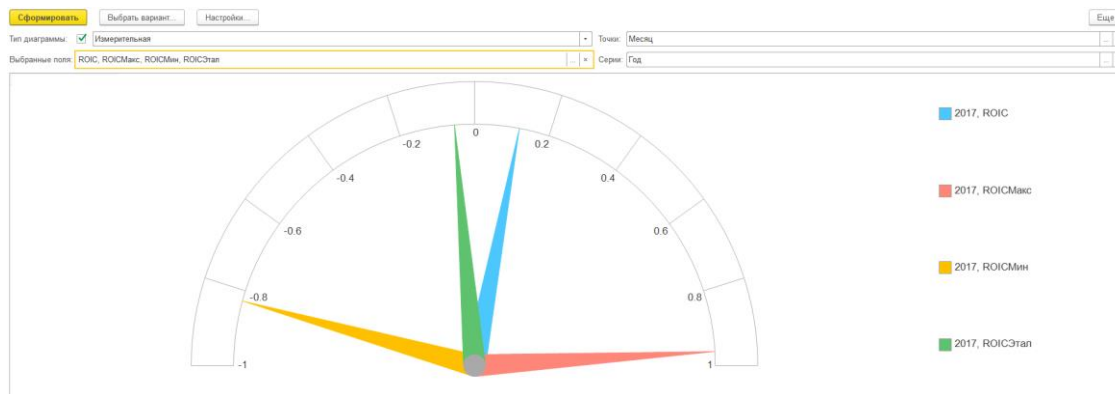 Сформировать Выбрать вариант... Настройки... Еще
Тип диаграммы: Измерительная Точки: Месяц
Выбранные поля: ROIC, ROICМакс, ROICМин, ROICЭтап Серии: Год
0
-0.2 0.2
-0.4 0.4
-0.6 0.6
-0.8 0.8
-1 1
2017, ROIC
2017, ROICМакс
2017, ROICМин
2017, ROICЭтап